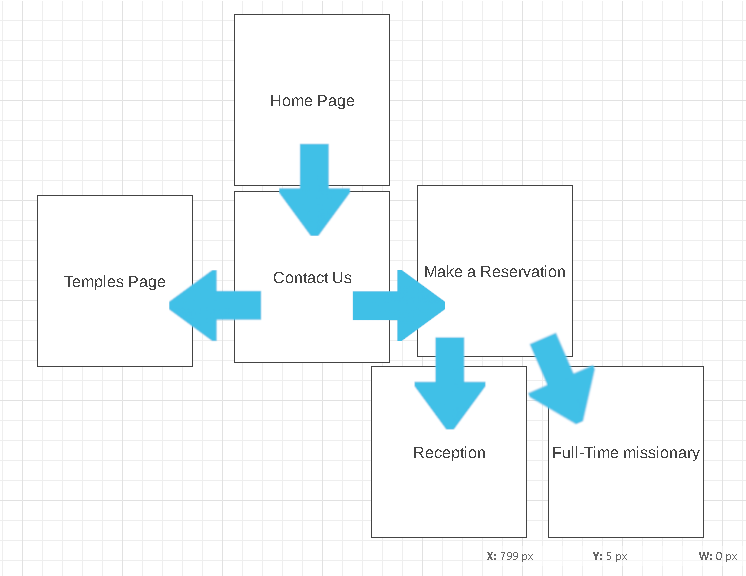 Home Page
Temples Page
Contact Us
Make a Reservation
Reception
Full-Time missionary
X: 799 px Y: 5 px W: 0 px